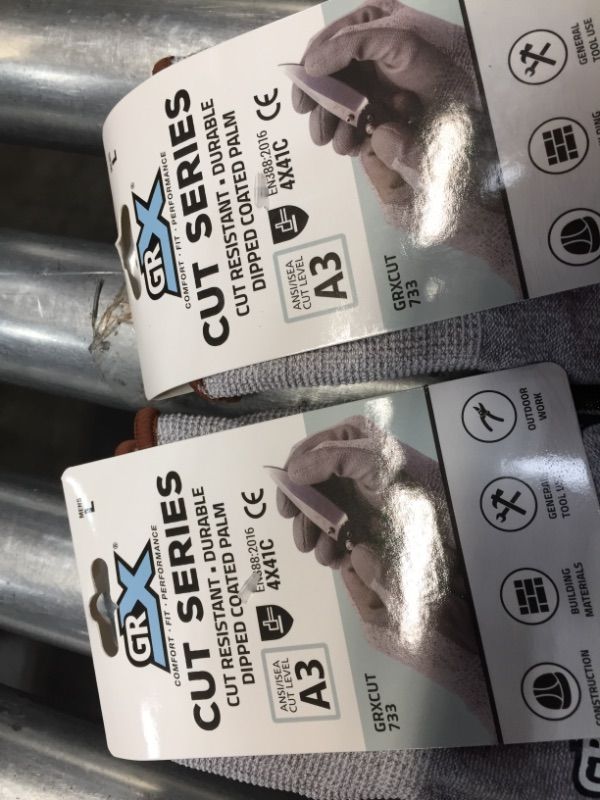 L
GRX®
COMFORT · FIT · PERFORMANCE
CUT SERIES
CUT RESISTANT • DURABLE
DIPPED COATED PALM
ANSI/ISEA
CUT LEVEL
A3
EN388:2016
4X41C
CE
GRXCUT
733
GENERAL
TOOL USE
MENS
L
GRX®
COMFORT · FIT · PERFORMANCE
CUT SERIES
CUT RESISTANT • DURABLE
DIPPED COATED PALM
ANSI/ISEA
CUT LEVEL
A3
EN388:2016
4X41C
CE
GRXCUT
733
OUTDOOR
WORK
GENERAL
TOOL
BUILDING
MATERIALS
CONSTRUCTION